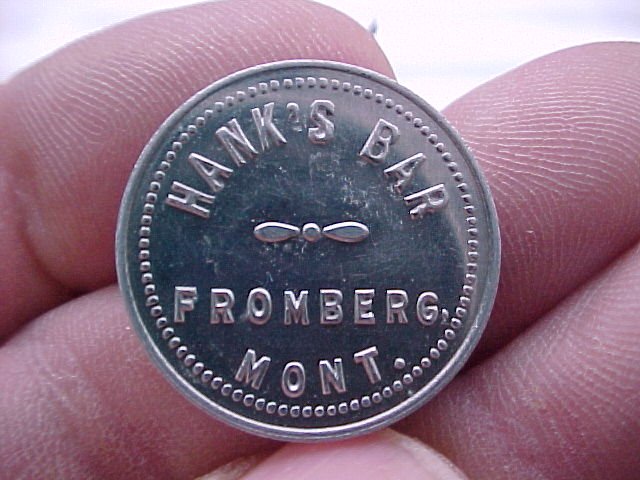 HANK'S BAR
FROMBERG,
MONT.